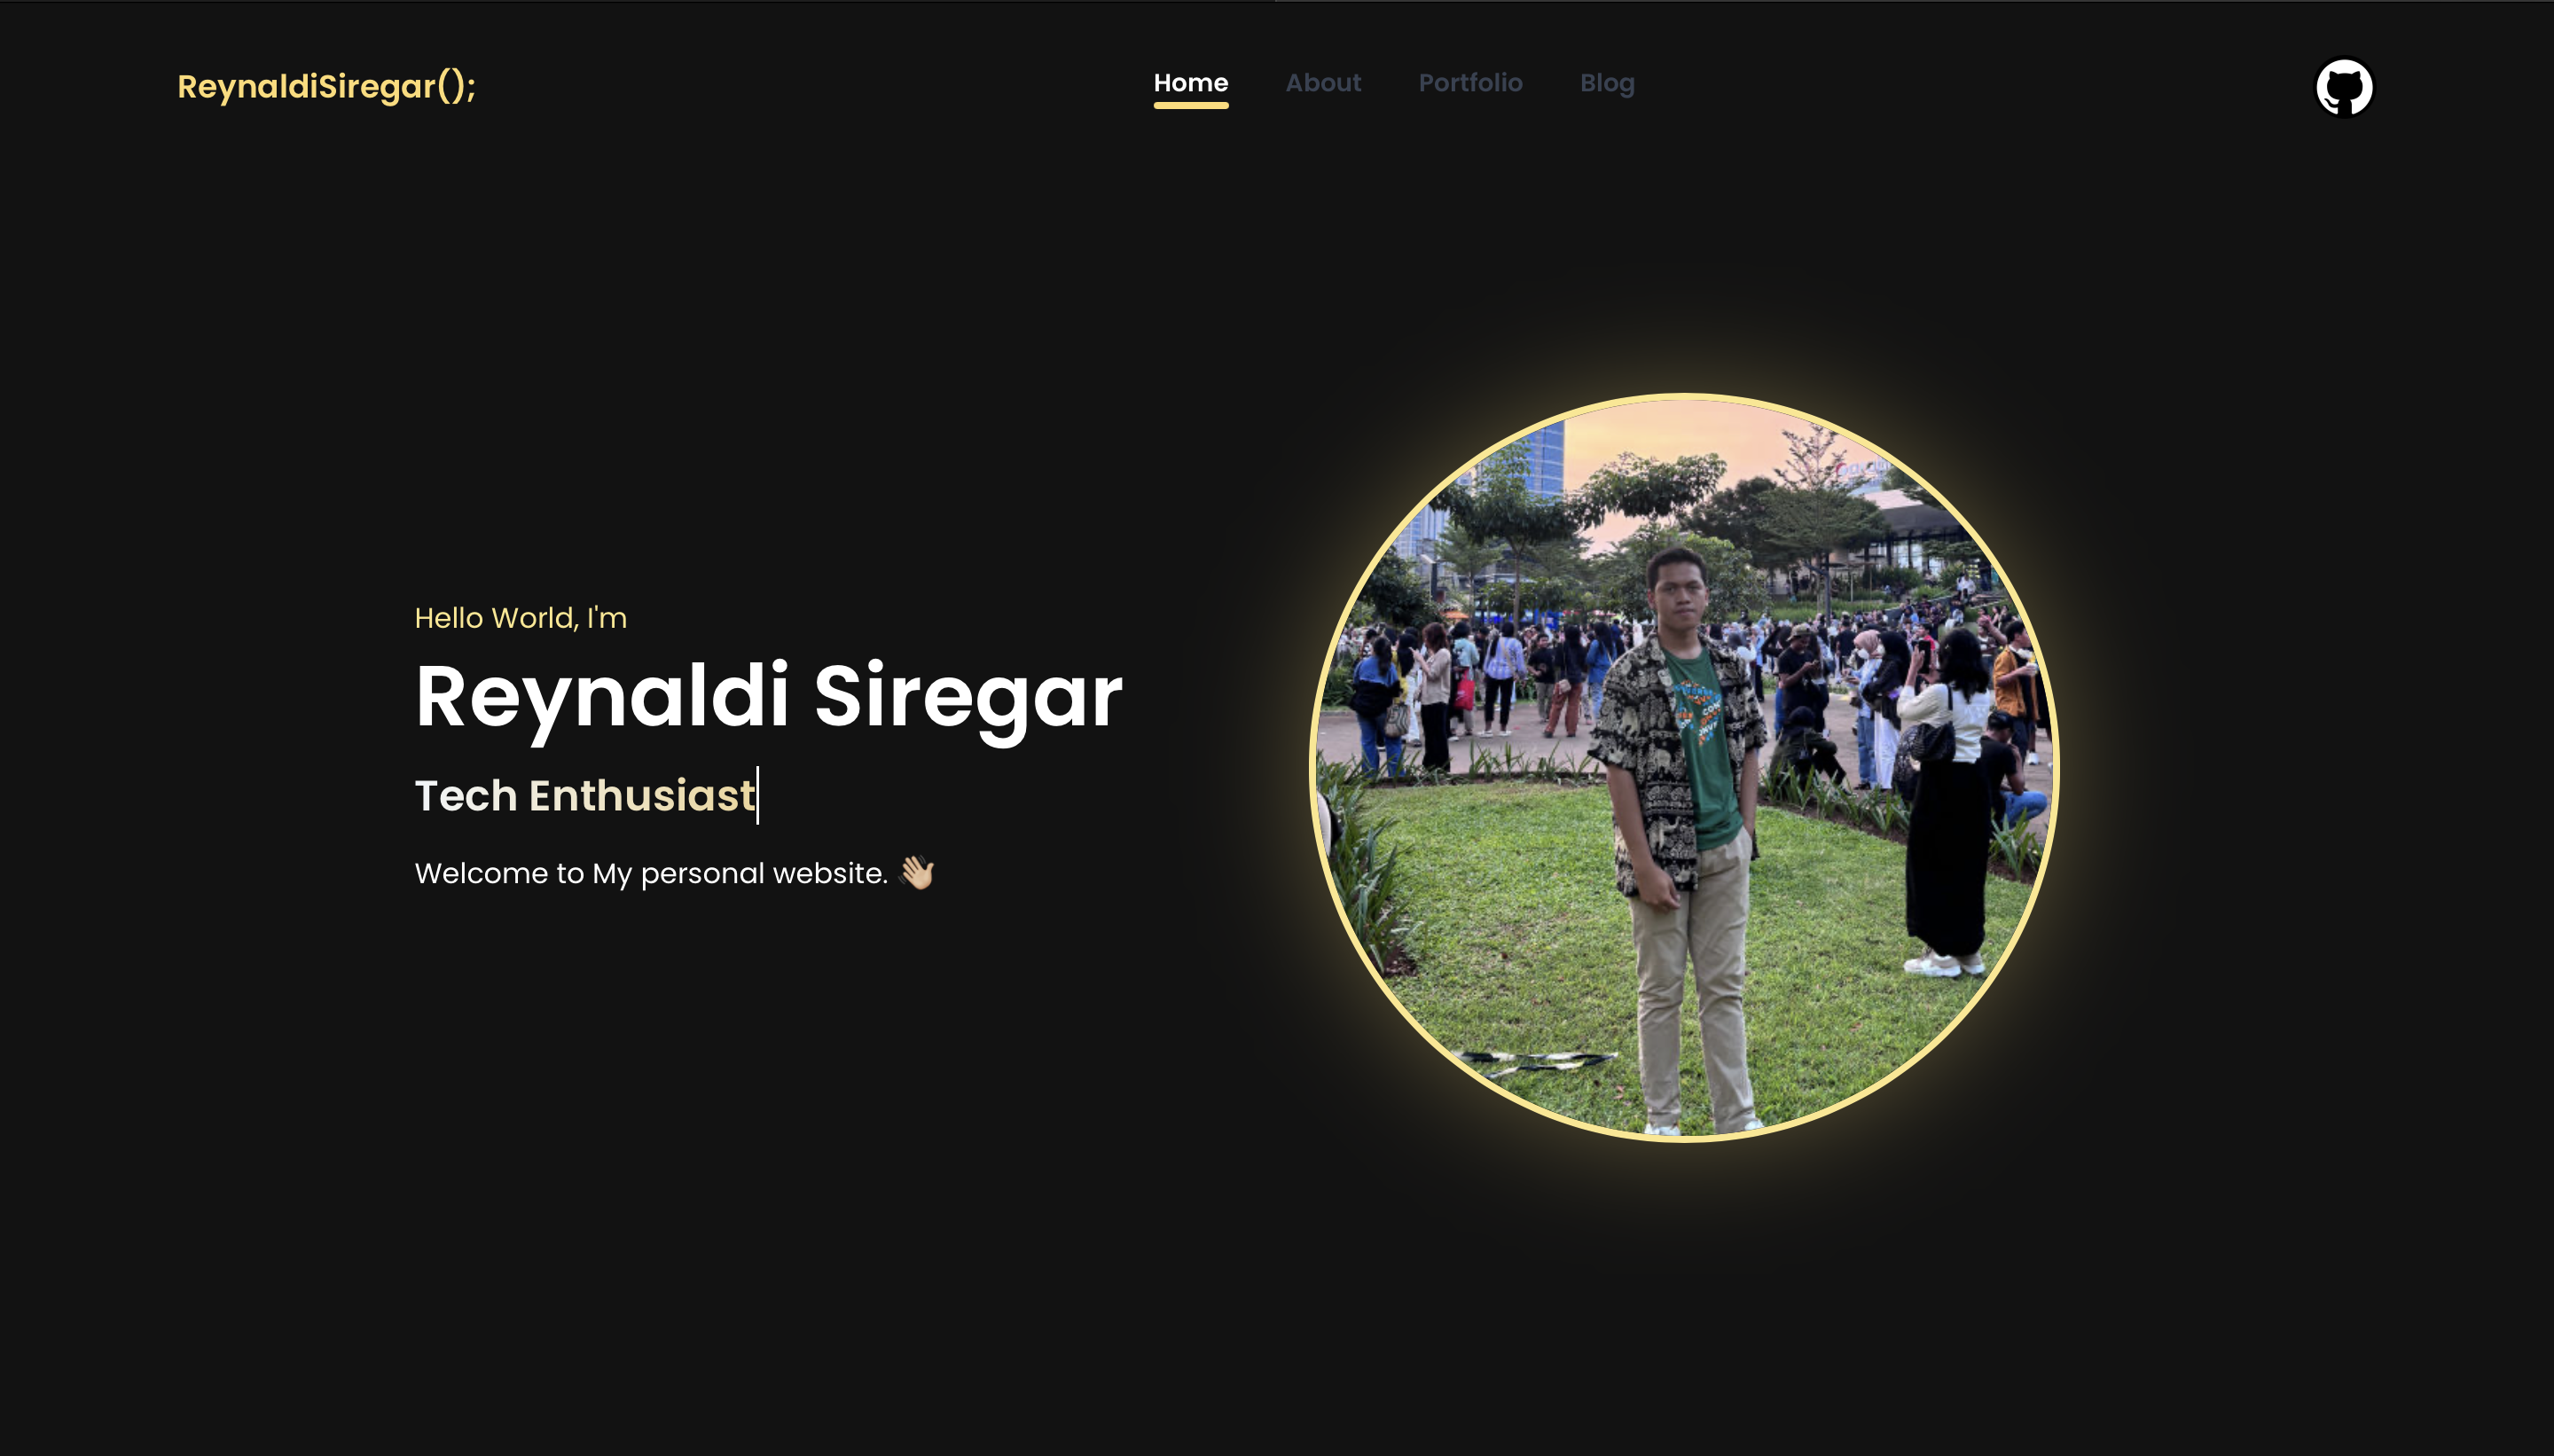 ReynaldiSiregar();
Home About Portfolio Blog
Hello World, I'm
Reynaldi Siregar
Tech Enthusiast
Welcome to My personal website. 👋🏼